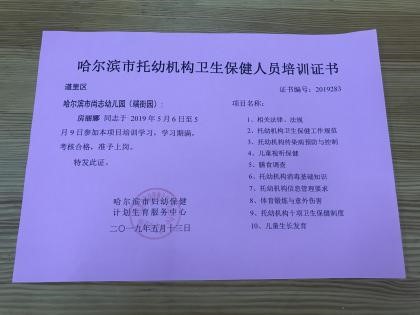 哈尔滨市托幼机构卫生保健人员培训证书
道里区
证书编号：2019283
哈尔滨市尚志幼儿园（瑞街园）：
房丽娜 同志于 2019 年 5 月 6 日至 5
月 9 日参加本项目培训学习，学习期满，
考核合格，准予上岗。
特发此证。
哈尔滨市妇幼保健
计划生育服务中心
二〇一九年五月十三日
项目名称：
1、相关法律、法规
2、托幼机构卫生保健工作规范
3、托幼机构传染病预防与控制
4、儿童视听保健
5、膳食调查
6、托幼机构消毒基础知识
7、托幼机构信息管理要求
8、体育锻炼与意外伤害
9、托幼机构十项卫生保健制度
10、儿童生长发育